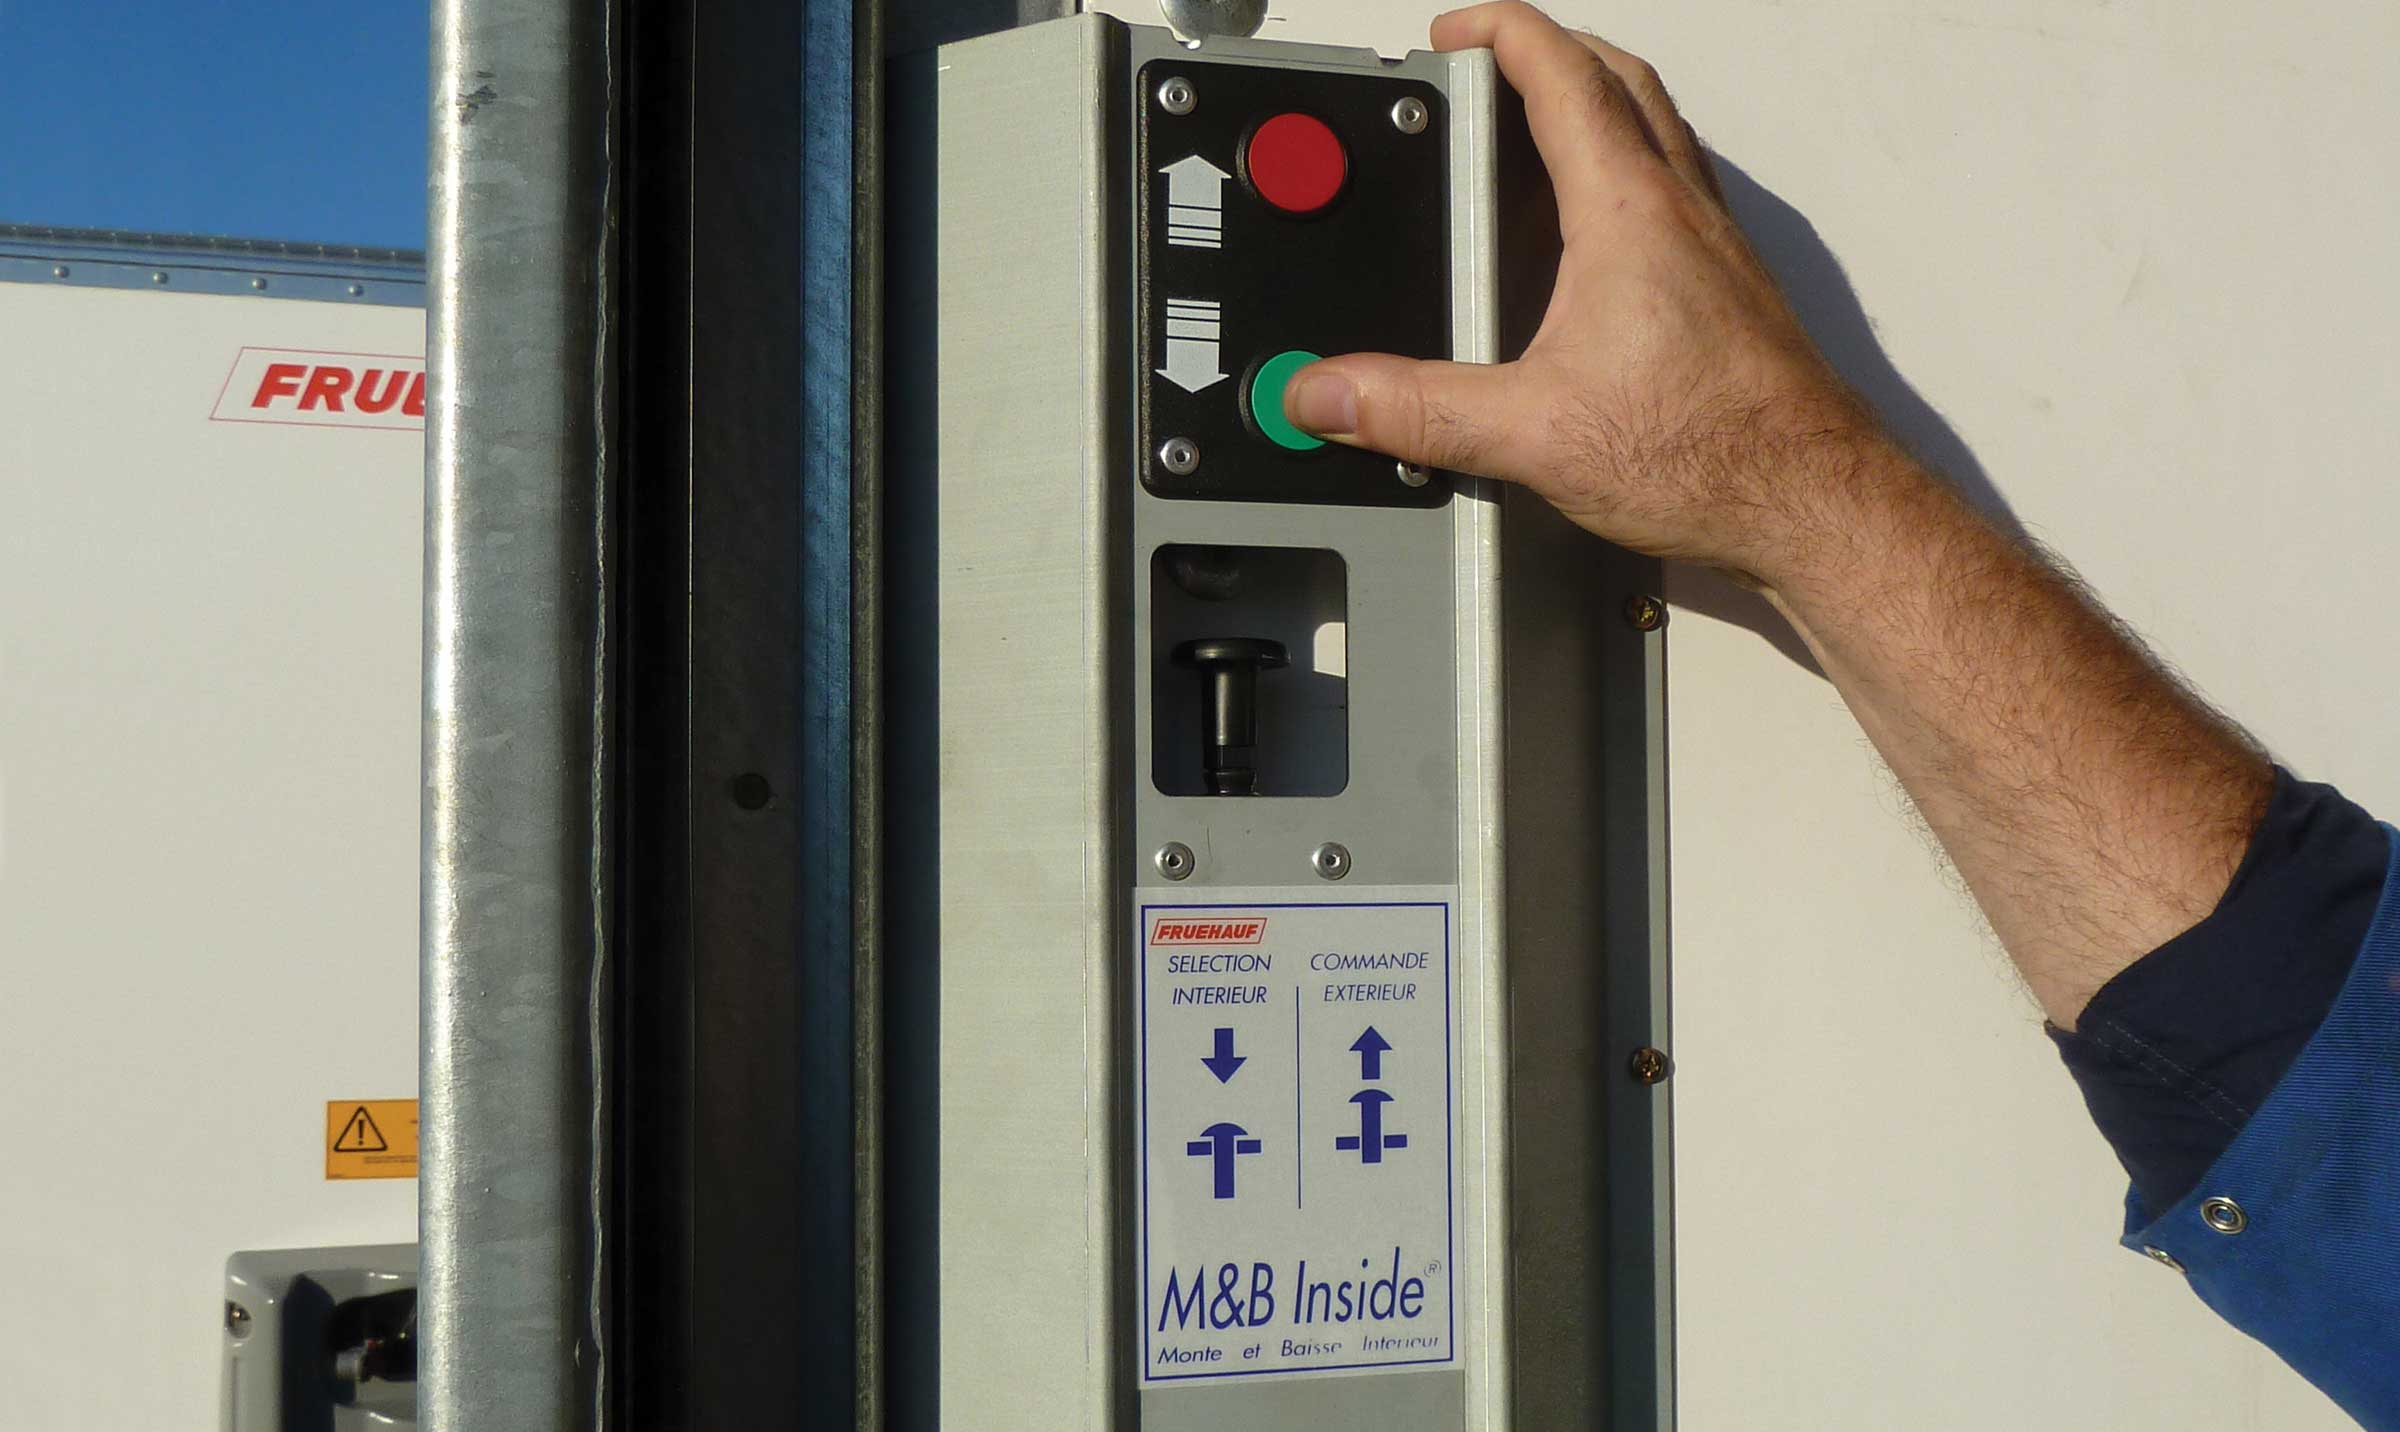 FRUE
FRUEHAUF
SELECTION
INTERIEUR
COMMANDE
EXTERIEUR
M&B Inside®
Monte et Baisse Interieur